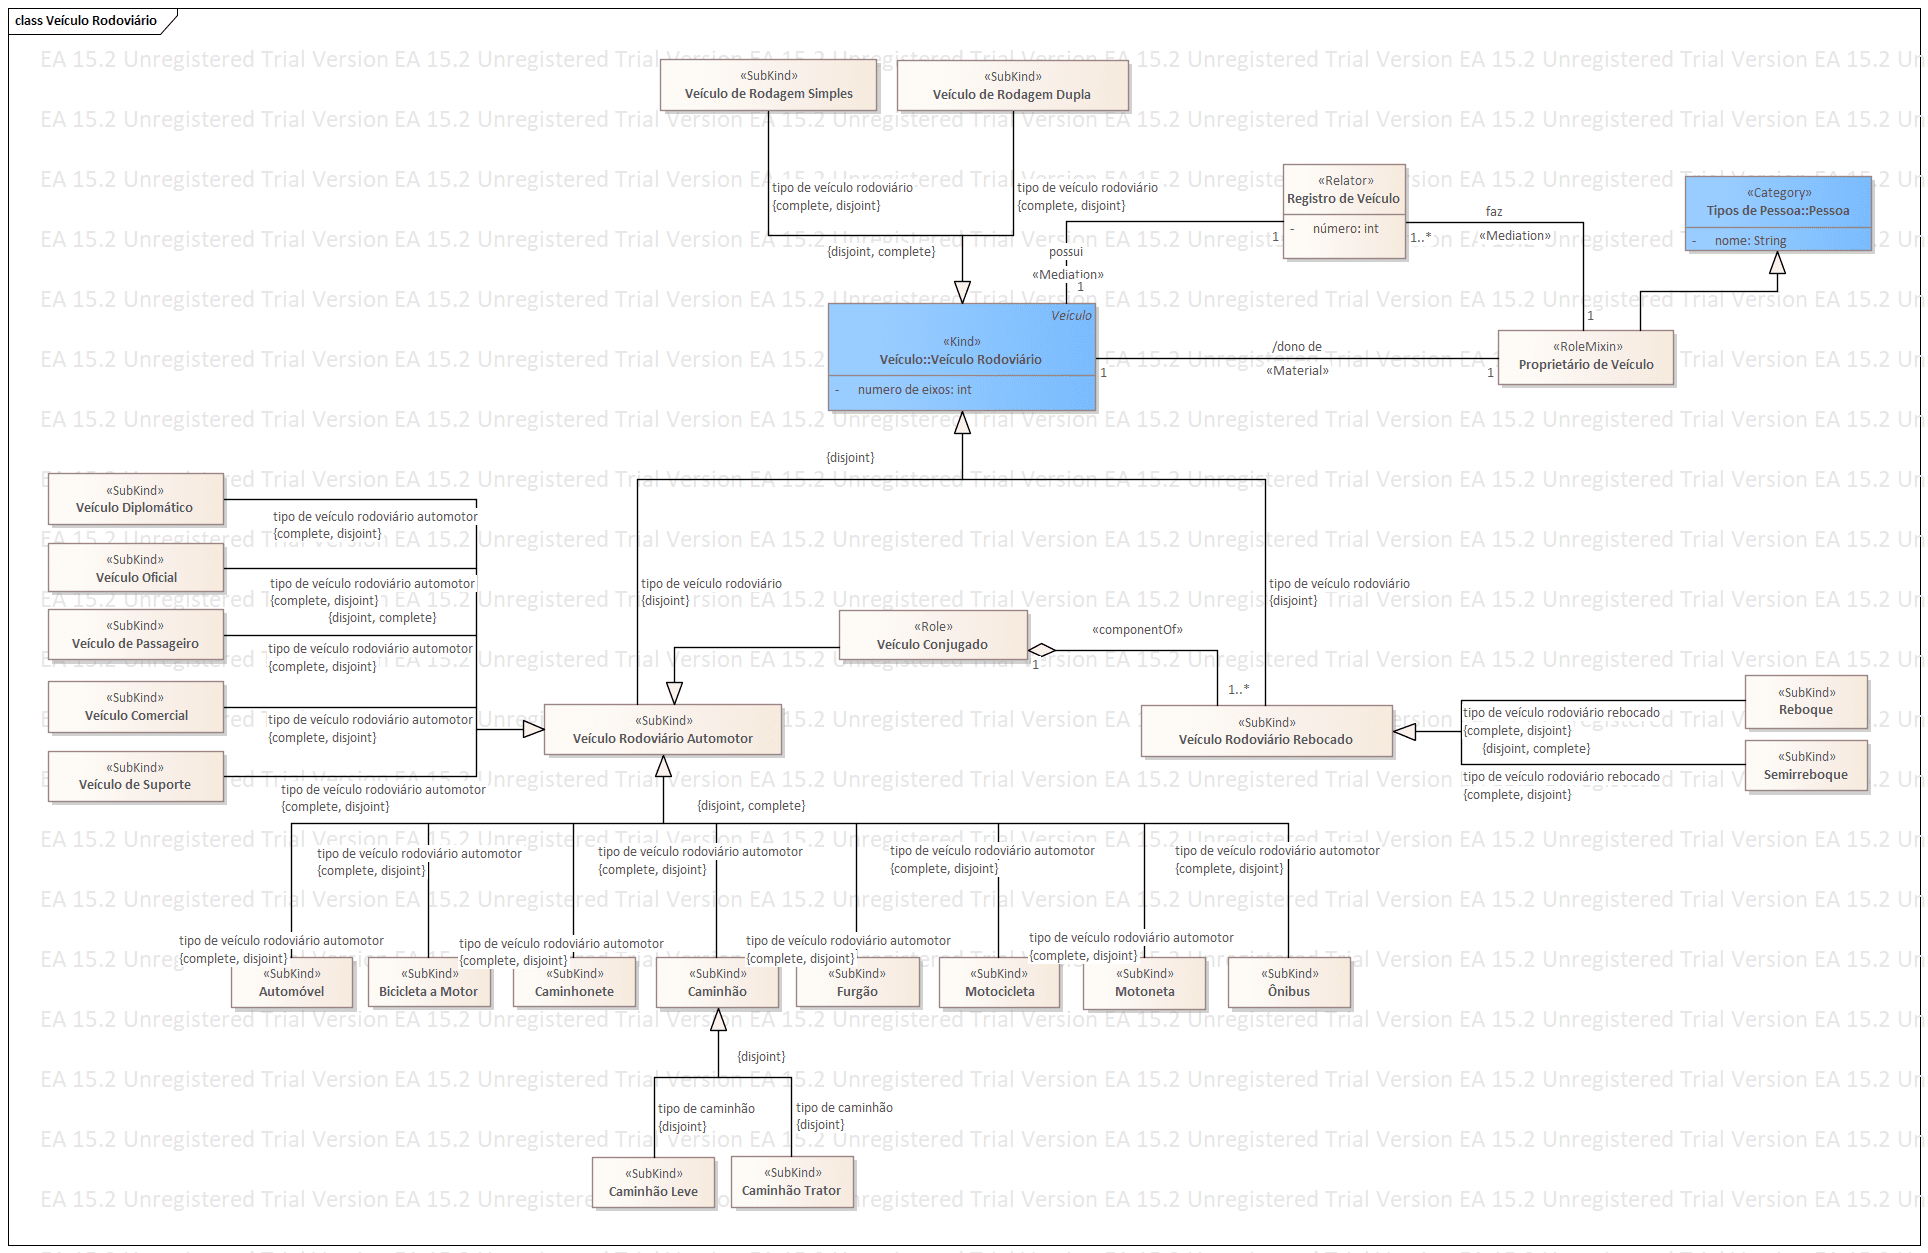 class Veículo Rodoviário
EA 15.2 Unregistered Trial Version EA 15.2 Unregistered Trial Version EA 15.2 Unregistered Trial Version EA 15.2 Unregistered Trial Version EA 15.2 Un
«SubKind»
Veículo de Rodagem Simples
«SubKind»
Veículo de Rodagem Dupla
tipo de veículo rodoviário
{complete, disjoint}
tipo de veículo rodoviário
{complete, disjoint}
{disjoint, complete}
«Relator»
Registro de Veículo
- número: int
1
1..*
faz
«Mediation»
«Category»
Tipos de Pessoa::Pessoa
- nome: String
possui
«Mediation»
1
Veículo
«Kind»
Veículo::Veículo Rodoviário
- numero de eixos: int
1
/dono de
«Material»
1
1
«RoleMixin»
Proprietário de Veículo
{disjoint}
«SubKind»
Veículo Diplomático
tipo de veículo rodoviário automotor
{complete, disjoint}
«SubKind»
Veículo Oficial
tipo de veículo rodoviário automotor
{complete, disjoint}
{disjoint, complete}
«SubKind»
Veículo de Passageiro
tipo de veículo rodoviário automotor
{complete, disjoint}
«SubKind»
Veículo Comercial
tipo de veículo rodoviário automotor
{complete, disjoint}
«SubKind»
Veículo de Suporte
tipo de veículo rodoviário automotor
{complete, disjoint}
tipo de veículo rodoviário
{disjoint}
tipo de veículo rodoviário
{disjoint}
«Role»
Veículo Conjugado
«componentOf»
1
1..*
«SubKind»
Veículo Rodoviário Automotor
«SubKind»
Veículo Rodoviário Rebocado
tipo de veículo rodoviário rebocado
{complete, disjoint}
{disjoint, complete}
tipo de veículo rodoviário rebocado
{complete, disjoint}
«SubKind»
Reboque
«SubKind»
Semirreboque
{disjoint, complete}
tipo de veículo rodoviário automotor
{complete, disjoint}
tipo de veículo rodoviário automotor
{complete, disjoint}
tipo de veículo rodoviário automotor
{complete, disjoint}
tipo de veículo rodoviário automotor
{complete, disjoint}
tipo de veículo rodoviário automotor
{complete, disjoint}
tipo de veículo rodoviário automotor
{complete, disjoint}
tipo de veículo rodoviário automotor
{complete, disjoint}
tipo de veículo rodoviário automotor
{complete, disjoint}
«SubKind»
Automóvel
«SubKind»
Bicicleta a Motor
«SubKind»
Caminhonete
«SubKind»
Caminhão
«SubKind»
Furgão
«SubKind»
Motocicleta
«SubKind»
Motoneta
«SubKind»
Ônibus
{disjoint}
tipo de caminhão
{disjoint}
tipo de caminhão
{disjoint}
«SubKind»
Caminhão Leve
«SubKind»
Caminhão Trator